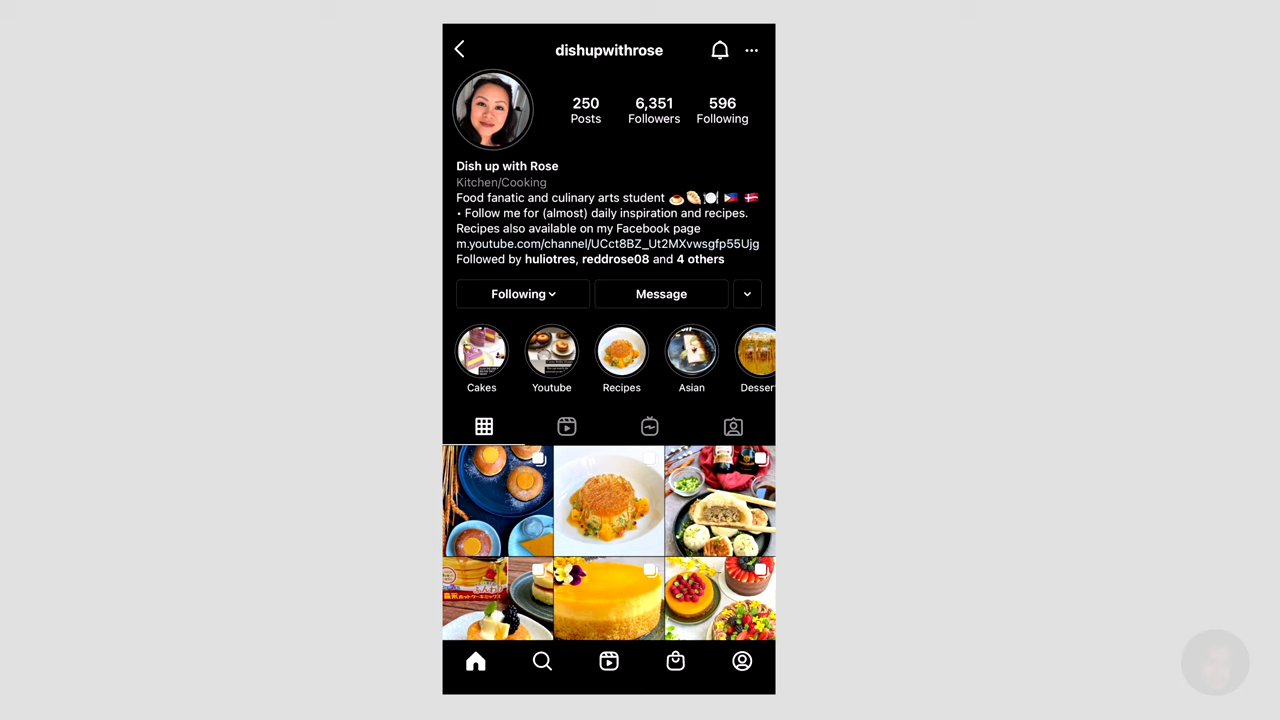 dishupwithrose
250 6,351 596
Posts Followers Following
Dish up with Rose
Kitchen/Cooking
Food fanatic and culinary arts student
• Follow me for (almost) daily inspiration and recipes.
Recipes also available on my Facebook page
m.youtube.com/channel/UCct8BZ_Ut2MXvwsgfp55Ujg
Followed by huliotres, reddrose08 and 4 others
Following Message
Cakes Youtube Recipes Asian Desser